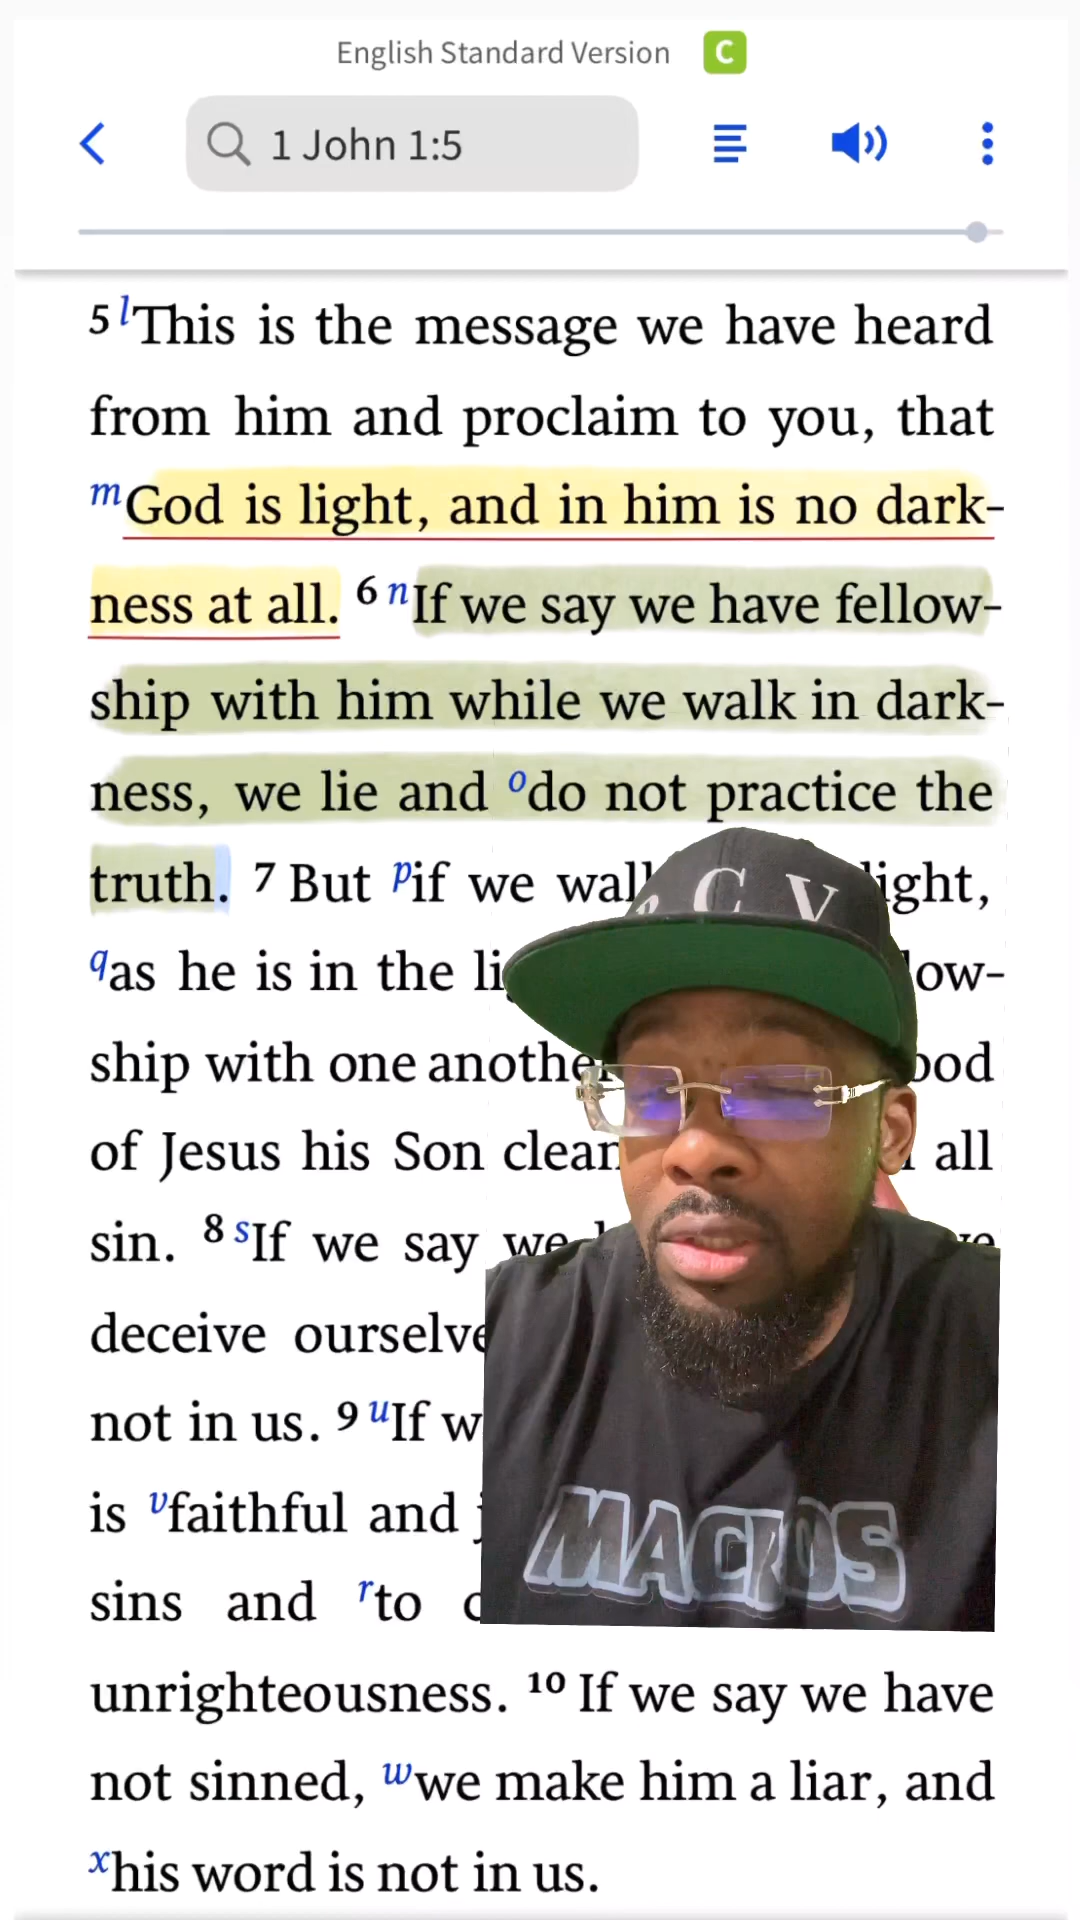 English Standard Version C
1 John 1:5
5 l This is the message we have heard
from him and proclaim to you, that
m God is light, and in him is no dark-
ness at all. 6 n If we say we have fellow-
ship with him while we walk in dark-
ness, we lie and o do not practice the
truth. 7 But p if we light,
q as he is in the
ship with one
of Jesus his Son all
sin. 8 s If we say we
deceive
not in us. 9 u If
is v faithful and
sins and r to
unrighteousness. 10 If we say we have
not sinned, w we make him a liar, and
x his word is not in us.
CV
MACROS